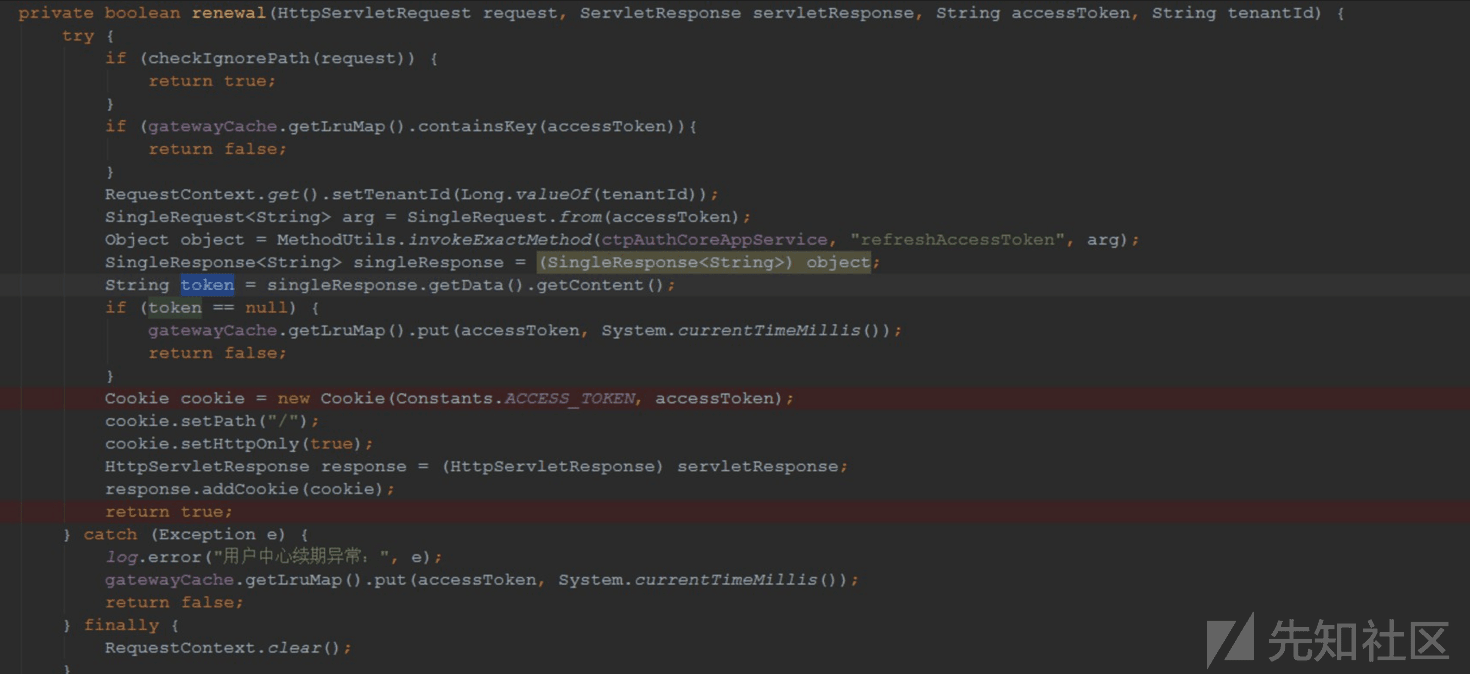 private boolean renewal(HttpServletRequest request, ServletResponse servletResponse, String accessToken, String tenantId) {
try {
if (checkIgnorePath(request)) {
return true;
}
if (gatewayCache.getLruMap().containsKey(accessToken)){
return false;
}
RequestContext.get().setTenantId(Long.valueOf(tenantId));
SingleRequest<String> arg = SingleRequest.from(accessToken);
Object object = MethodUtils.invokeExactMethod(ctpAuthCoreAppService, "refreshAccessToken", arg);
SingleResponse<String> singleResponse = (SingleResponse<String>) object;
String token = singleResponse.getData().getContent();
if (token == null) {
gatewayCache.getLruMap().put(accessToken, System.currentTimeMillis());
return false;
}
Cookie cookie = new Cookie(Constants.ACCESS_TOKEN, accessToken);
cookie.setPath("/");
cookie.setHttpOnly(true);
HttpServletResponse response = (HttpServletResponse) servletResponse;
response.addCookie(cookie);
return true;
} catch (Exception e) {
log.error("用户中心续期异常：", e);
gatewayCache.getLruMap().put(accessToken, System.currentTimeMillis());
return false;
} finally {
RequestContext.clear();
}
先知社区